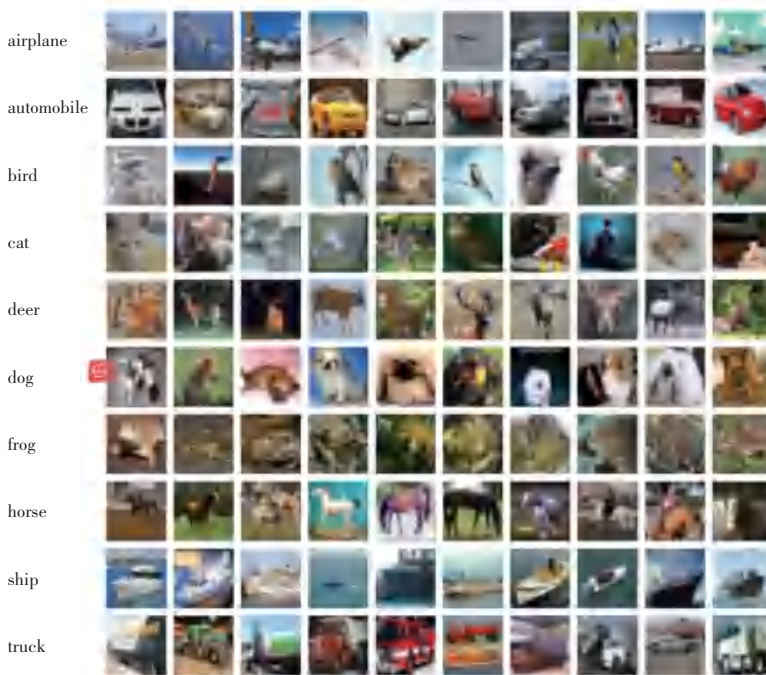 airplane
automobile
bird
cat
deer
dog
frog
horse
ship
truck